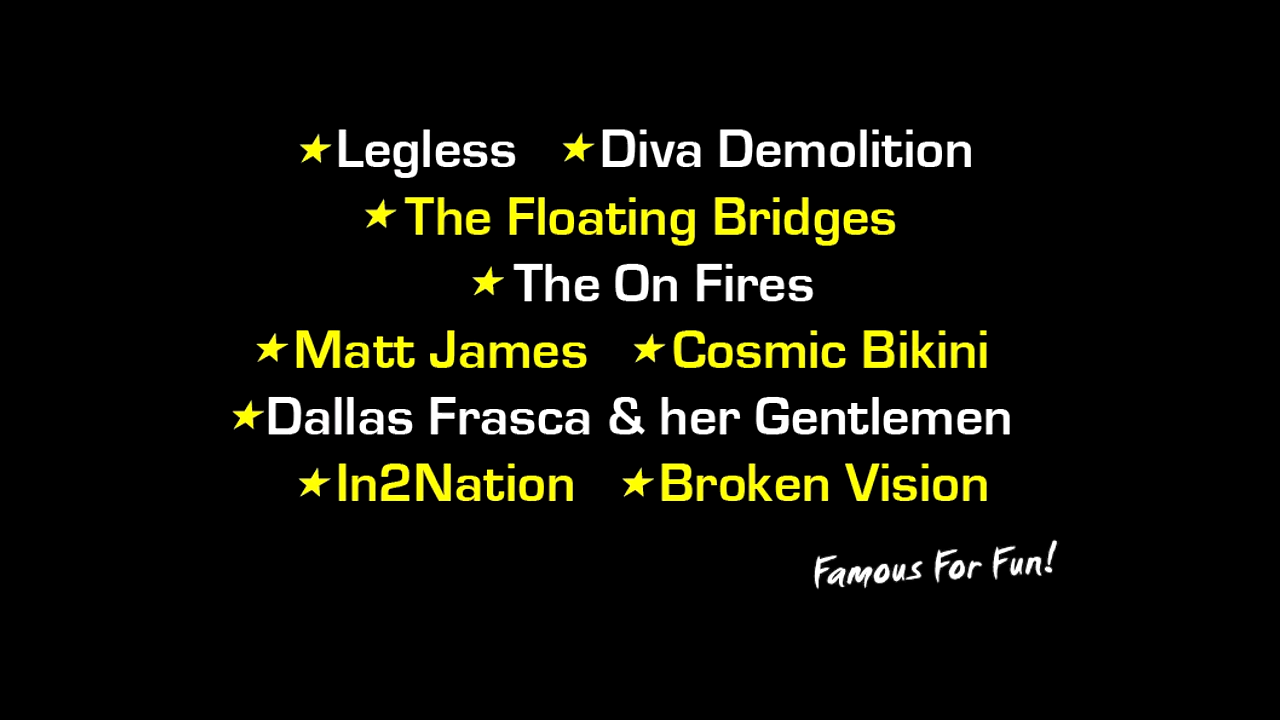 ★Legless ★Diva Demolition
★The Floating Bridges
★The On Fires
★Matt James ★Cosmic Bikini
★Dallas Frasca & her Gentlemen
★In2Nation ★Broken Vision
Famous For Fun!